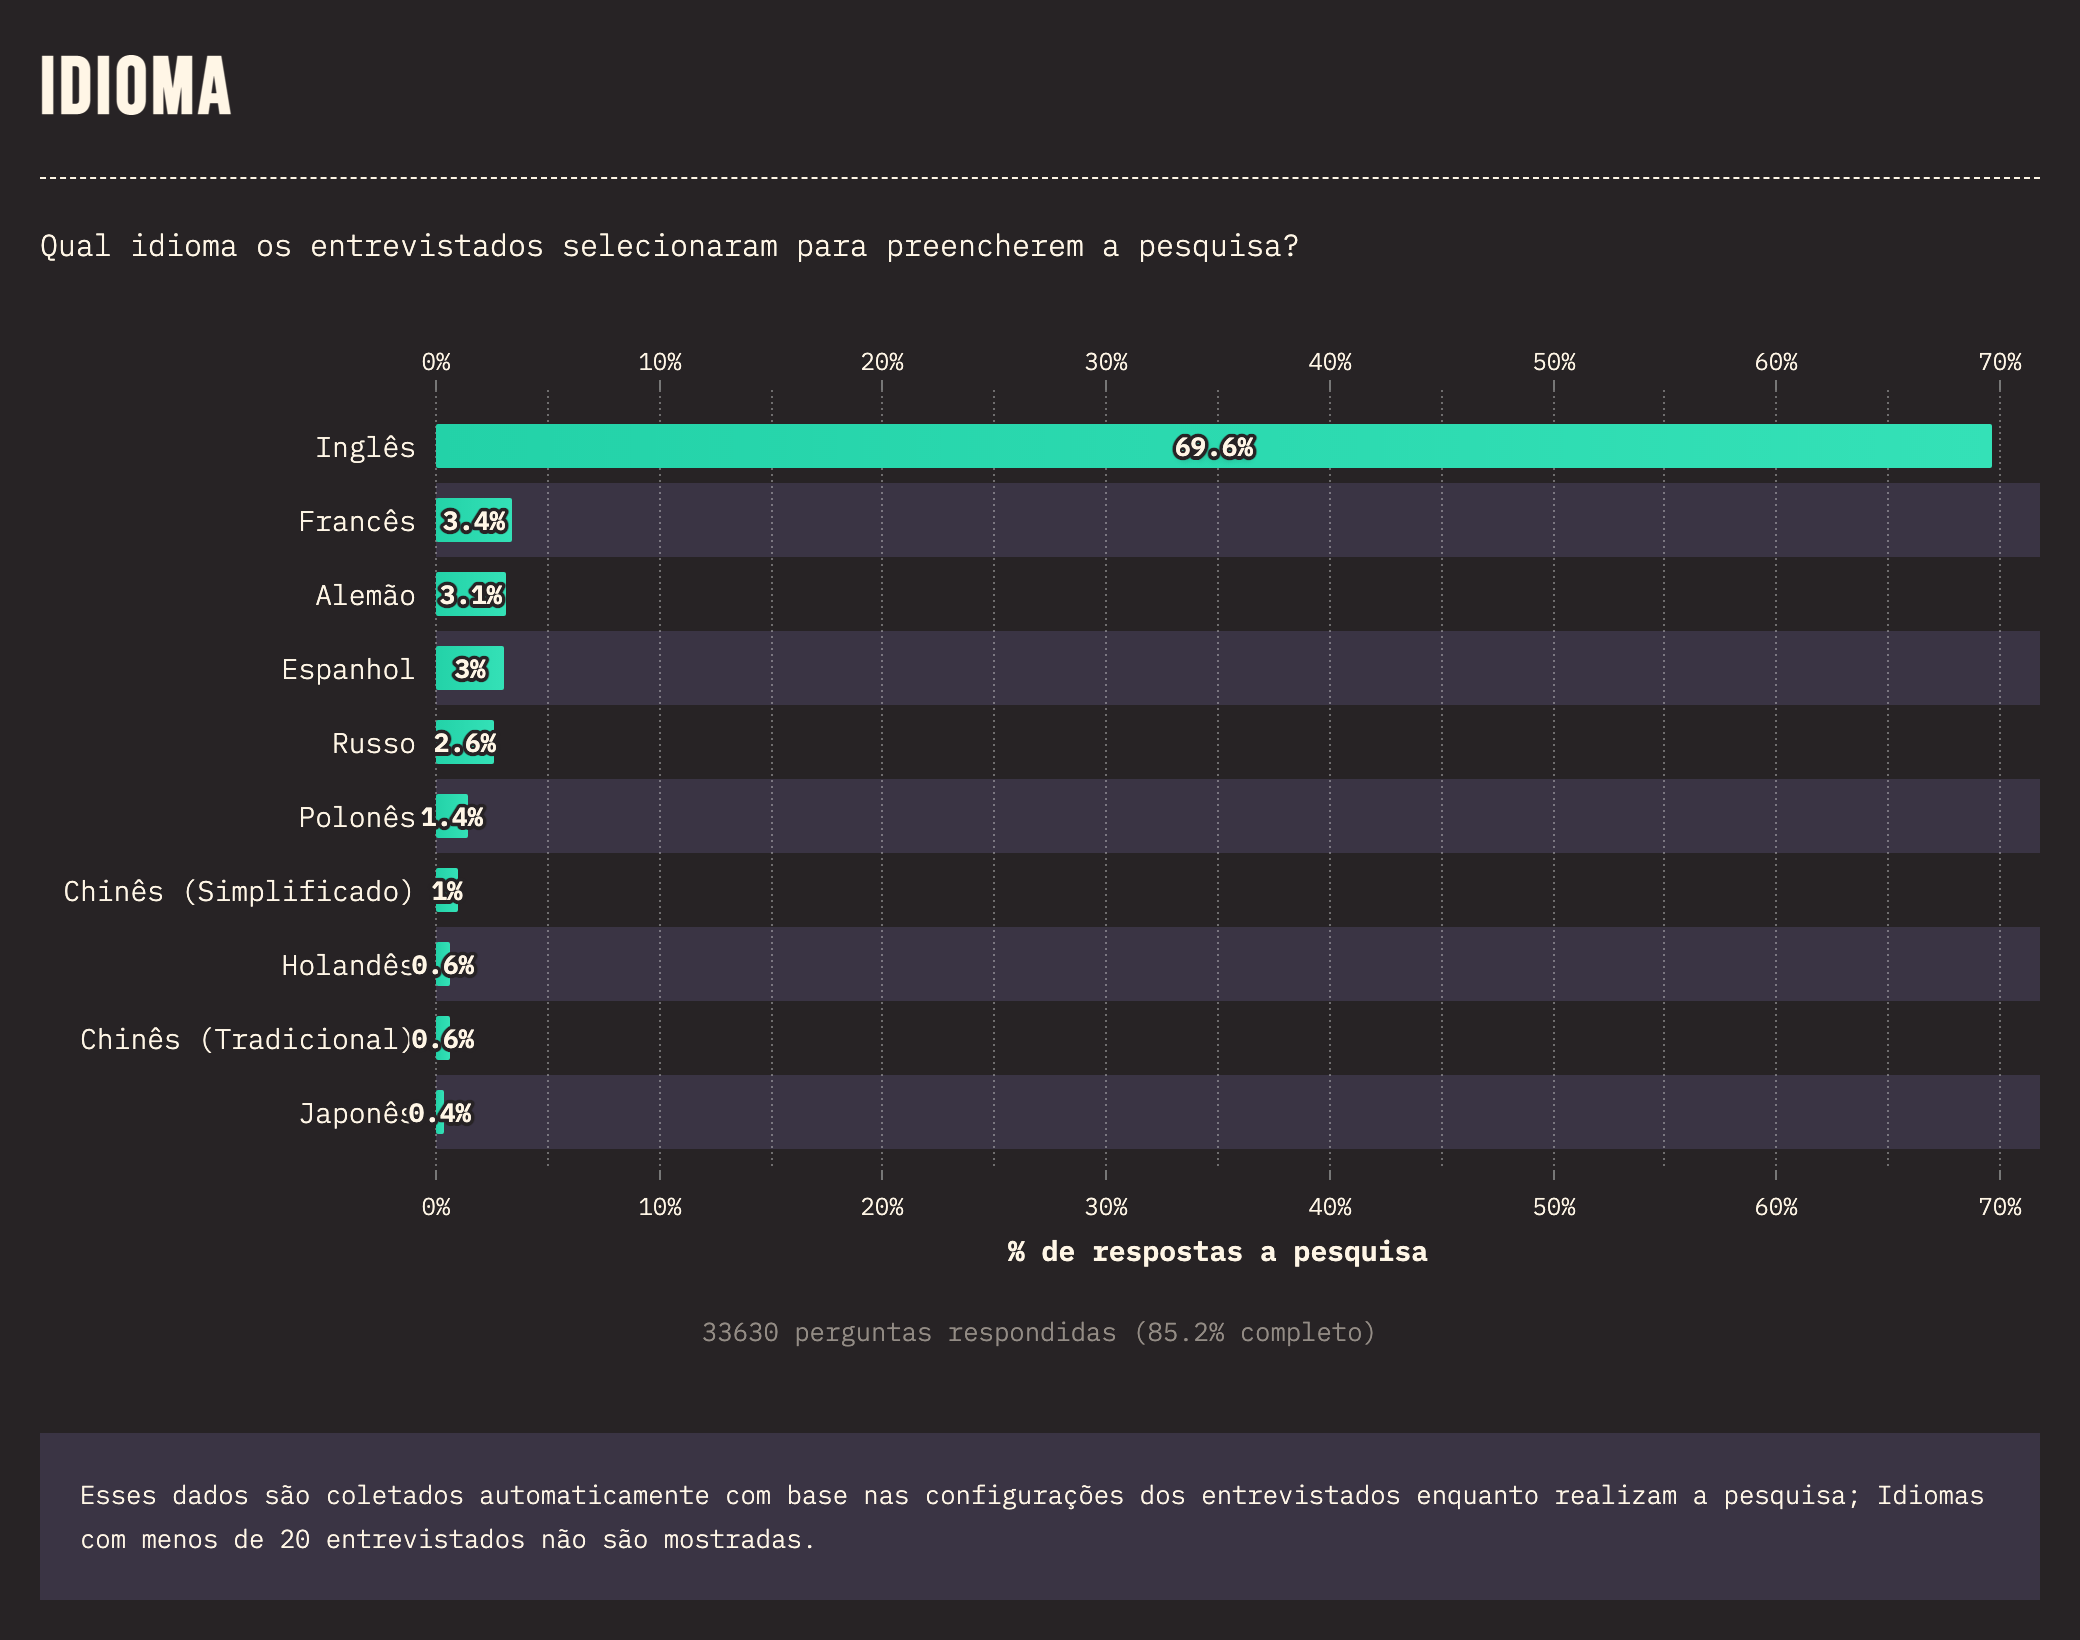 IDIOMA
Qual idioma os entrevistados selecionaram para preencherem a pesquisa?
0% 10% 20% 30% 40% 50% 60% 70%
Inglês 69.6%
Francês 3.4%
Alemão 3.1%
Espanhol 3%
Russo 2.6%
Polonês 1.4%
Chinês (Simplificado) 1%
Holandês 0.6%
Chinês (Tradicional) 0.6%
Japonês 0.4%
0% 10% 20% 30% 40% 50% 60% 70%
% de respostas a pesquisa
33630 perguntas respondidas (85.2% completo)
Esses dados são coletados automaticamente com base nas configurações dos entrevistados enquanto realizam a pesquisa; Idiomas
com menos de 20 entrevistados não são mostradas.